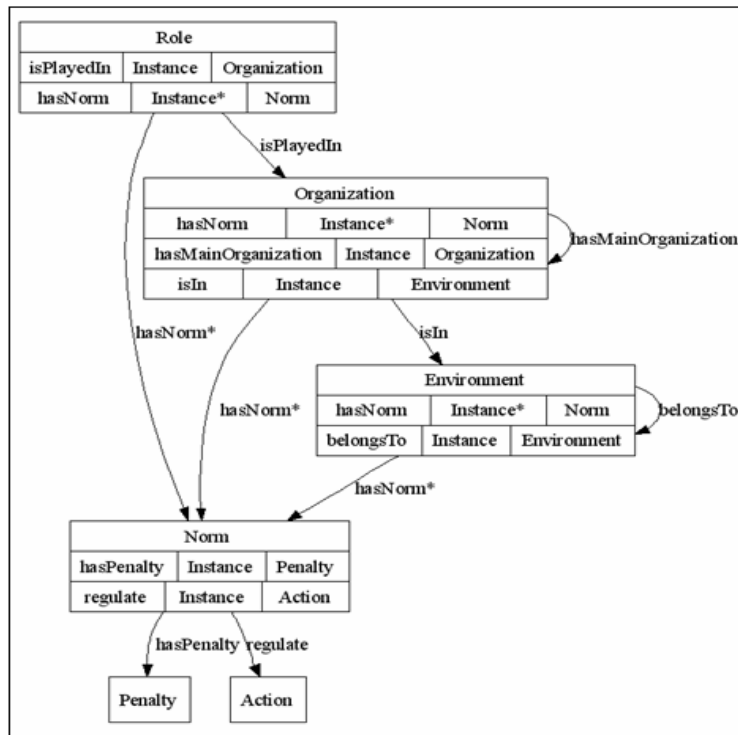 Role
isPlayedIn Instance Organization
hasNorm Instance* Norm
isPlayedIn
Organization
hasNorm Instance* Norm
hasMainOrganization Instance Organization
isIn Instance Environment
hasMainOrganization
hasNorm*
isIn
Environment
hasNorm Instance* Norm
belongsTo Instance Environment
hasNorm*
belongsTo
hasNorm*
Norm
hasPenalty Instance Penalty
regulate Instance Action
hasPenalty regulate
Penalty Action